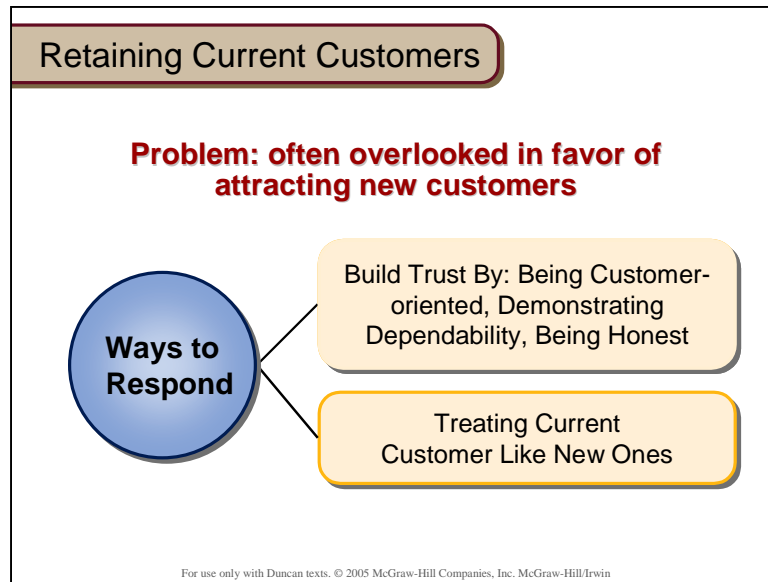 Retaining Current Customers
Problem: often overlooked in favor of
attracting new customers
Ways to
Respond
Build Trust By: Being Customer-
oriented, Demonstrating
Dependability, Being Honest
Treating Current
Customer Like New Ones
For use only with Duncan texts. © 2005 McGraw-Hill Companies, Inc. McGraw-Hill/Irwin